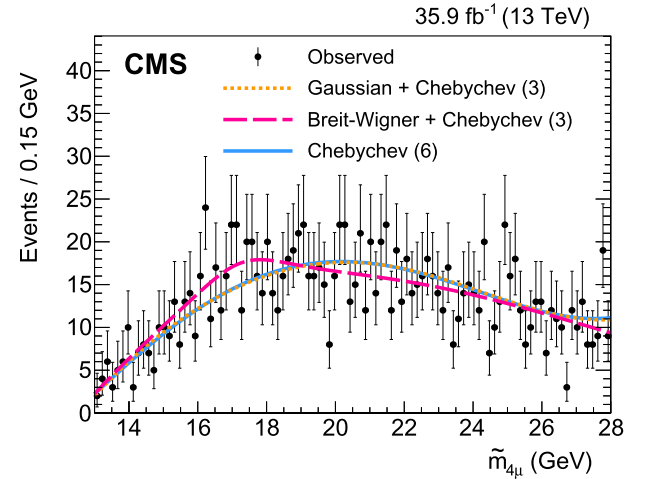 35.9 fb⁻¹ (13 TeV)
CMS
Observed
Gaussian + Chebychev (3)
Breit-Wigner + Chebychev (3)
Chebychev (6)
Events / 0.15 GeV
40
35
30
25
20
15
10
5
0
14 16 18 20 22 24 26 28
m̃₄μ (GeV)